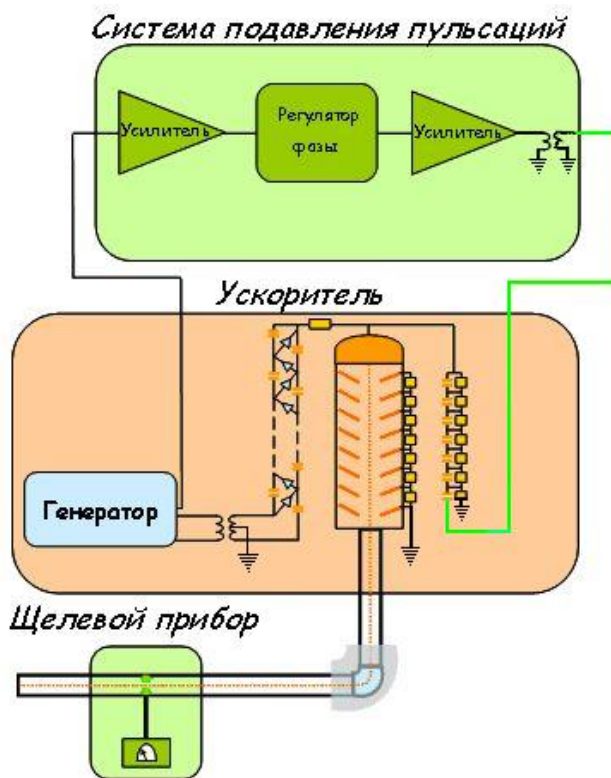 Система подавления пульсаций
Усилитель
Регулятор
фазы
Усилитель
Ускоритель
Генератор
Щелевой прибор